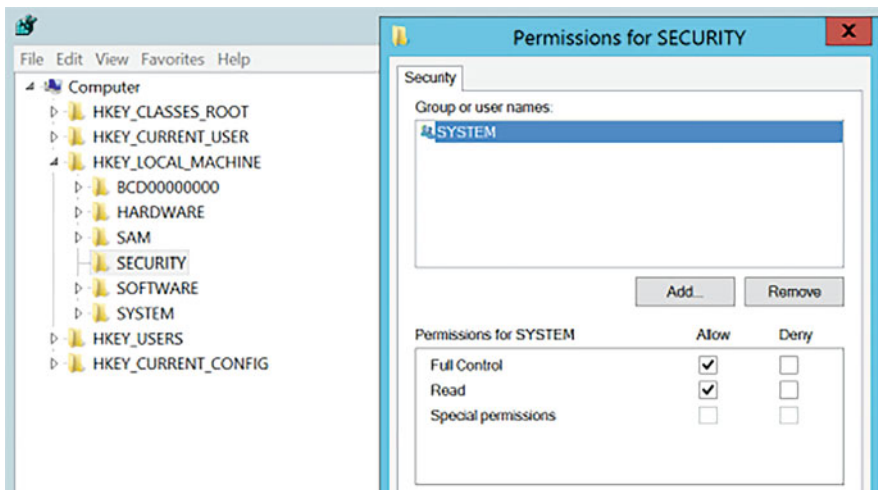 File Edit View Favorites Help
Computer
HKEY_CLASSES_ROOT
HKEY_CURRENT_USER
HKEY_LOCAL_MACHINE
BCD00000000
HARDWARE
SAM
SECURITY
SOFTWARE
SYSTEM
HKEY_USERS
HKEY_CURRENT_CONFIG
Permissions for SECURITY
X
Security
Group or user names:
SYSTEM
Add...
Remove
Permissions for SYSTEM Allow Deny
Full Control
Read
Special permissions